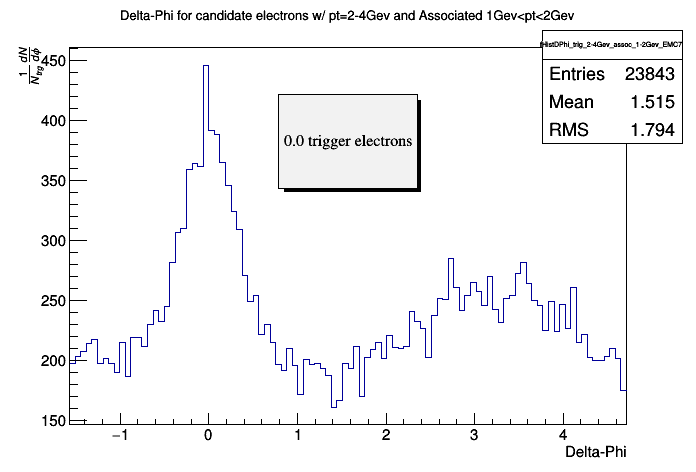 Delta-Phi for candidate electrons w/ pt=2-4Gev and Associated 1Gev<pt<2Gev
fHistDPhi_trig_2-4Gev_assoc_1-2Gev_EMC7
Entries 23843
Mean 1.515
RMS 1.794
0.0 trigger electrons
1/N_trig dN/dϕ
450
400
350
300
250
200
150
−1 0 1 2 3 4
Delta-Phi